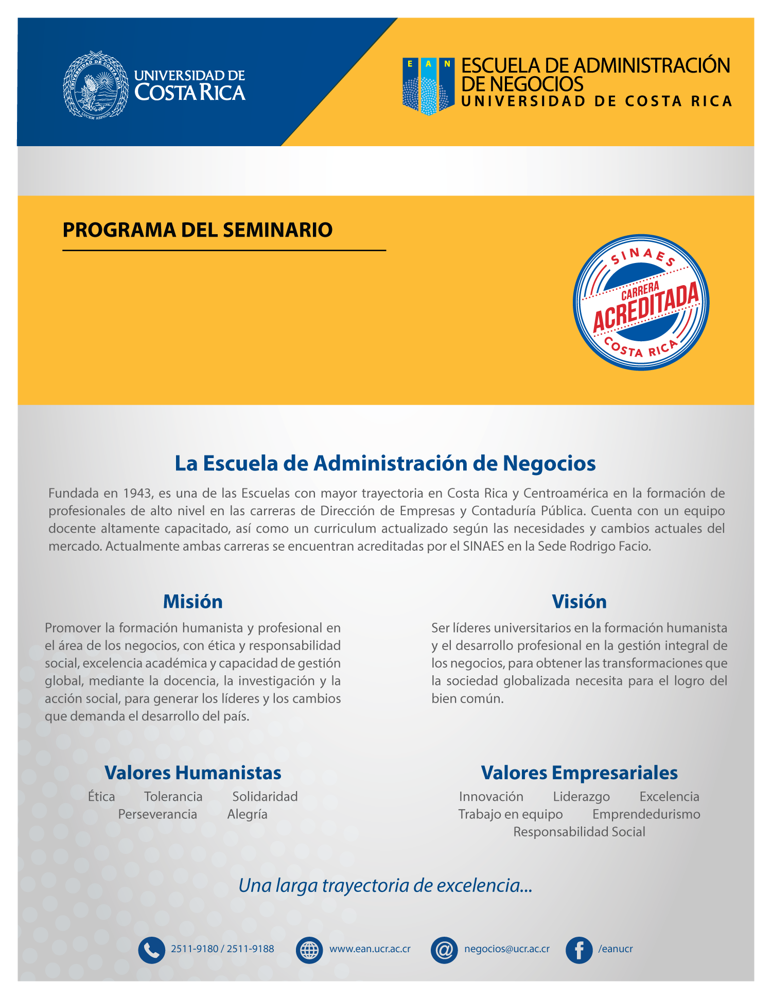 UNIVERSIDAD DE COSTA RICA
LUCEM ASPICIO
UNIVERSIDAD DE
COSTA RICA
E A N
ESCUELA DE ADMINISTRACIÓN
DE NEGOCIOS
UNIVERSIDAD DE COSTA RICA
PROGRAMA DEL SEMINARIO
SINAES
CARRERA
ACREDITADA
COSTA RICA
La Escuela de Administración de Negocios
Fundada en 1943, es una de las Escuelas con mayor trayectoria en Costa Rica y Centroamérica en la formación de
profesionales de alto nivel en las carreras de Dirección de Empresas y Contaduría Pública. Cuenta con un equipo
docente altamente capacitado, así como un curriculum actualizado según las necesidades y cambios actuales del
mercado. Actualmente ambas carreras se encuentran acreditadas por el SINAES en la Sede Rodrigo Facio.
Misión
Promover la formación humanista y profesional en
el área de los negocios, con ética y responsabilidad
social, excelencia académica y capacidad de gestión
global, mediante la docencia, la investigación y la
acción social, para generar los líderes y los cambios
que demanda el desarrollo del país.
Visión
Ser líderes universitarios en la formación humanista
y el desarrollo profesional en la gestión integral de
los negocios, para obtener las transformaciones que
la sociedad globalizada necesita para el logro del
bien común.
Valores Humanistas
Ética Tolerancia Solidaridad
Perseverancia Alegría
Valores Empresariales
Innovación Liderazgo Excelencia
Trabajo en equipo Emprendedurismo
Responsabilidad Social
Una larga trayectoria de excelencia...
2511-9180 / 2511-9188 www.ean.ucr.ac.cr @ negocios@ucr.ac.cr f /eanucr